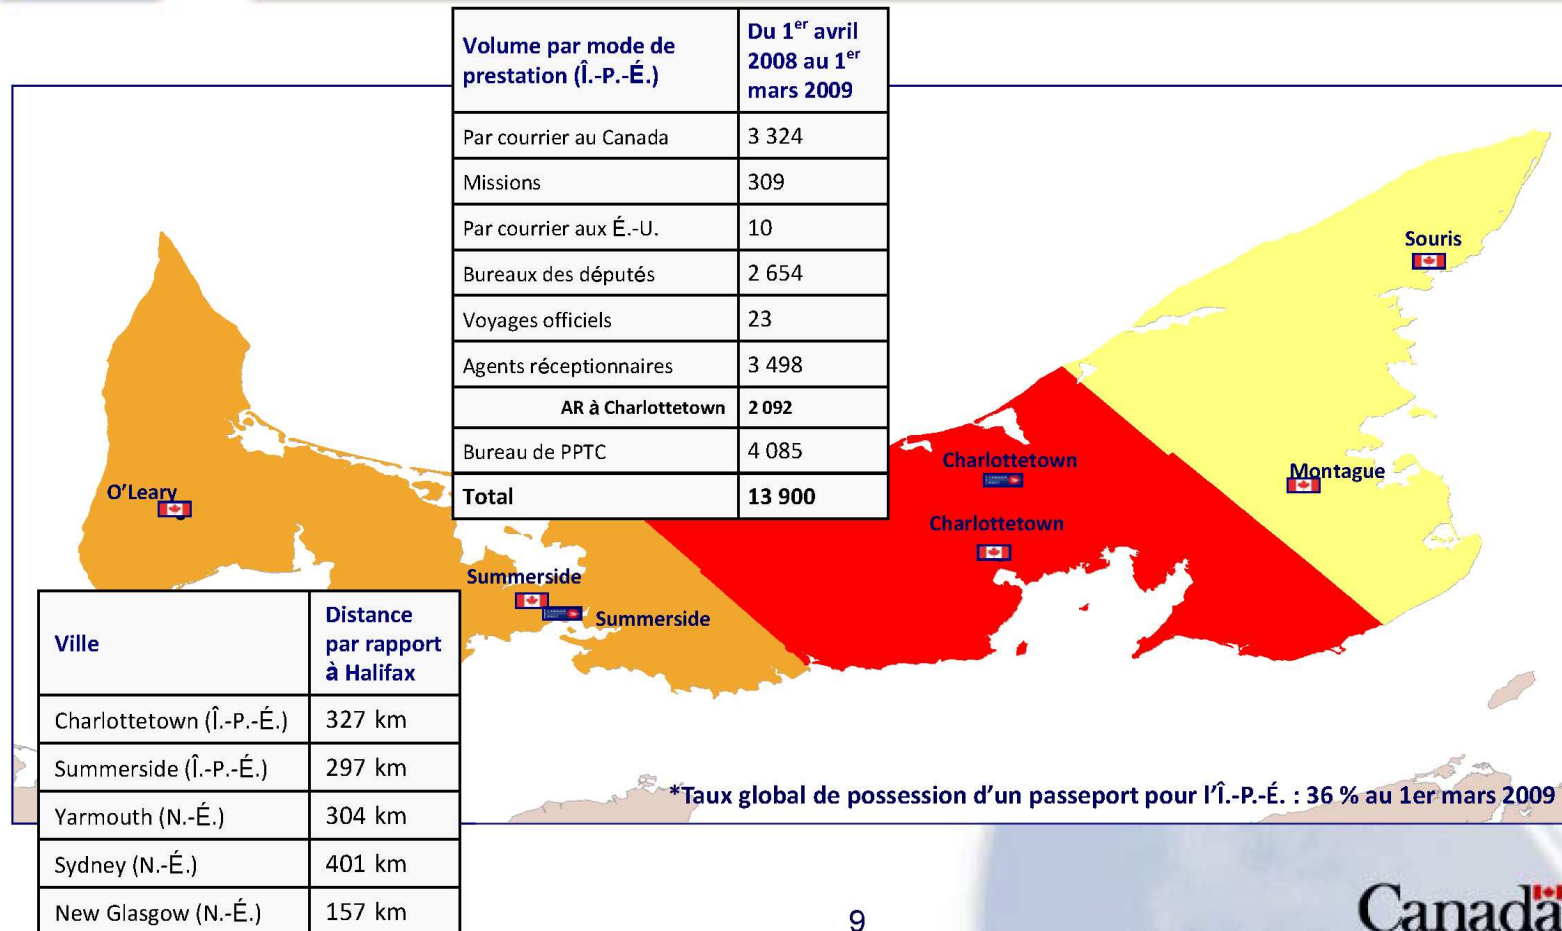 Volume par mode de prestation (Î.-P.-É.) Du 1er avril 2008 au 1er mars 2009
Par courrier au Canada 3 324
Missions 309
Par courrier aux É.-U. 10
Bureaux des députés 2 654
Voyages officiels 23
Agents réceptionnaires 3 498
AR à Charlottetown 2 092
Bureau de PPTC 4 085
Total 13 900
Souris
Montague
Charlottetown
Charlottetown
O'Leary
Summerside
Summerside
Ville Distance par rapport à Halifax
Charlottetown (Î.-P.-É.) 327 km
Summerside (Î.-P.-É.) 297 km
Yarmouth (N.-É.) 304 km
Sydney (N.-É.) 401 km
New Glasgow (N.-É.) 157 km
*Taux global de possession d'un passeport pour l'Î.-P.-É. : 36 % au 1er mars 2009
9
Canada